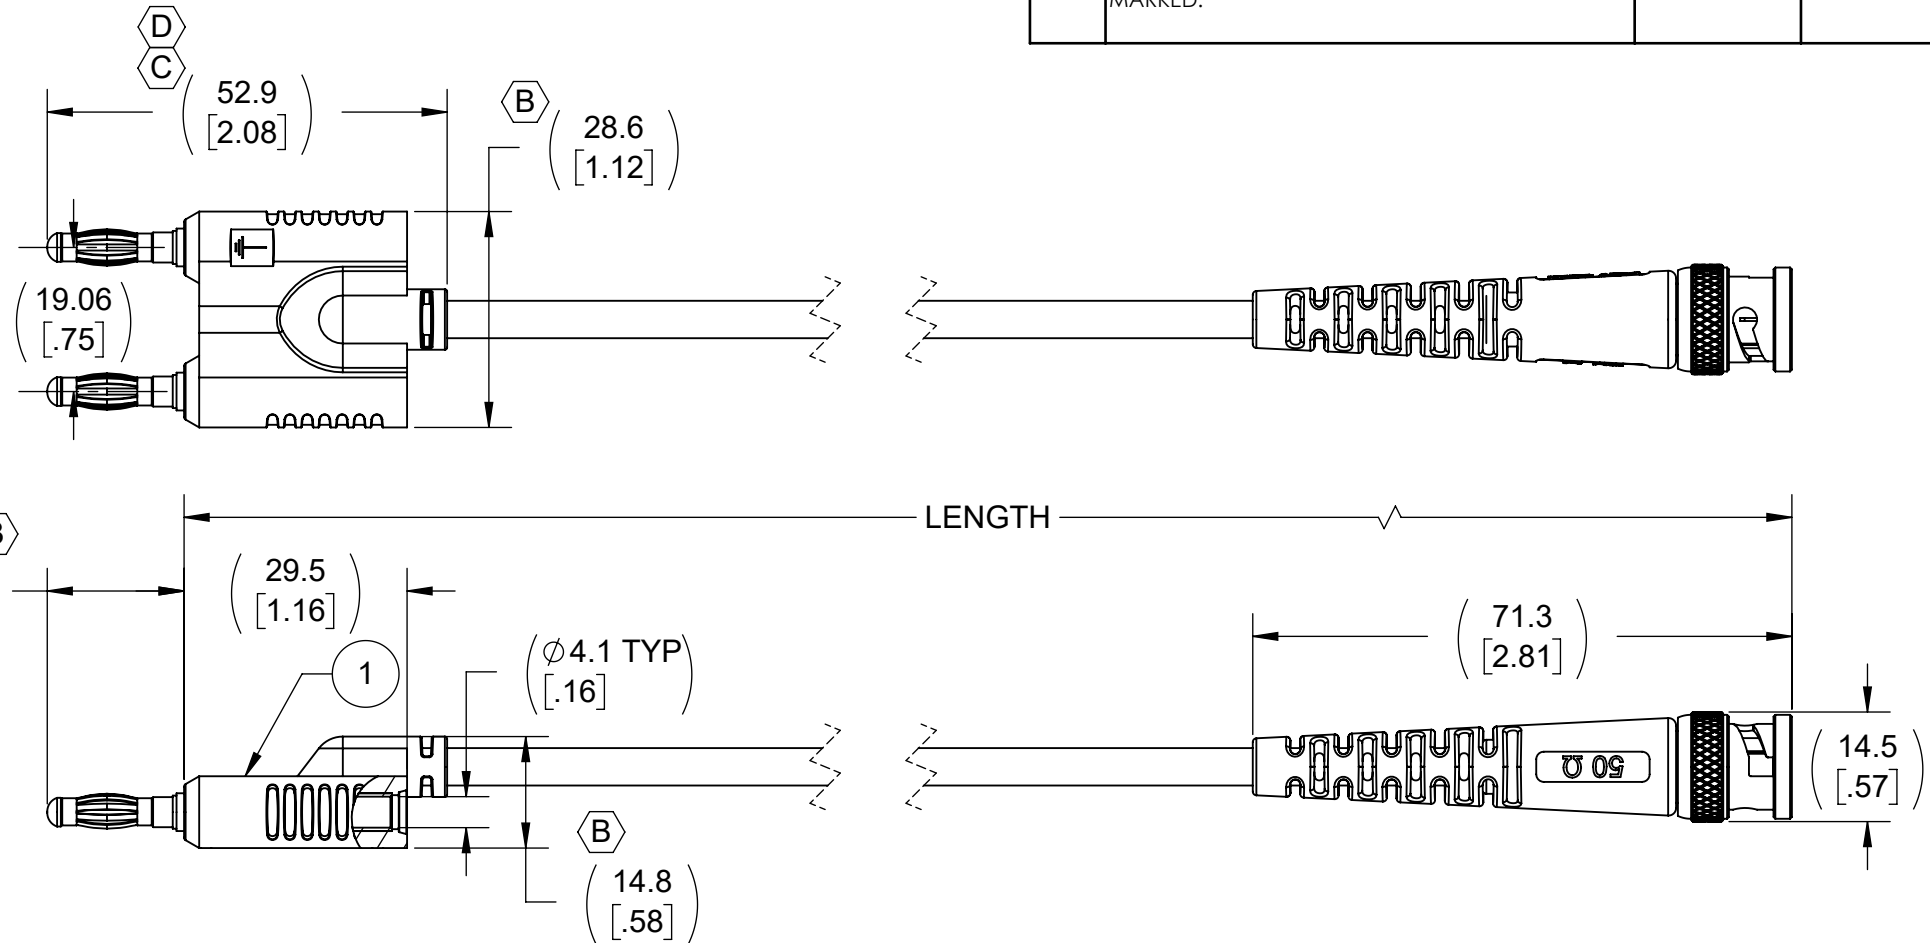 MARKED.
D
C
52.9
[2.08]
B
28.6
[1.12]
19.06
[.75]
LENGTH
29.5
[1.16]
1
Ø4.1 TYP
[.16]
71.3
[2.81]
50 Ω
14.5
[.57]
B
14.8
[.58]